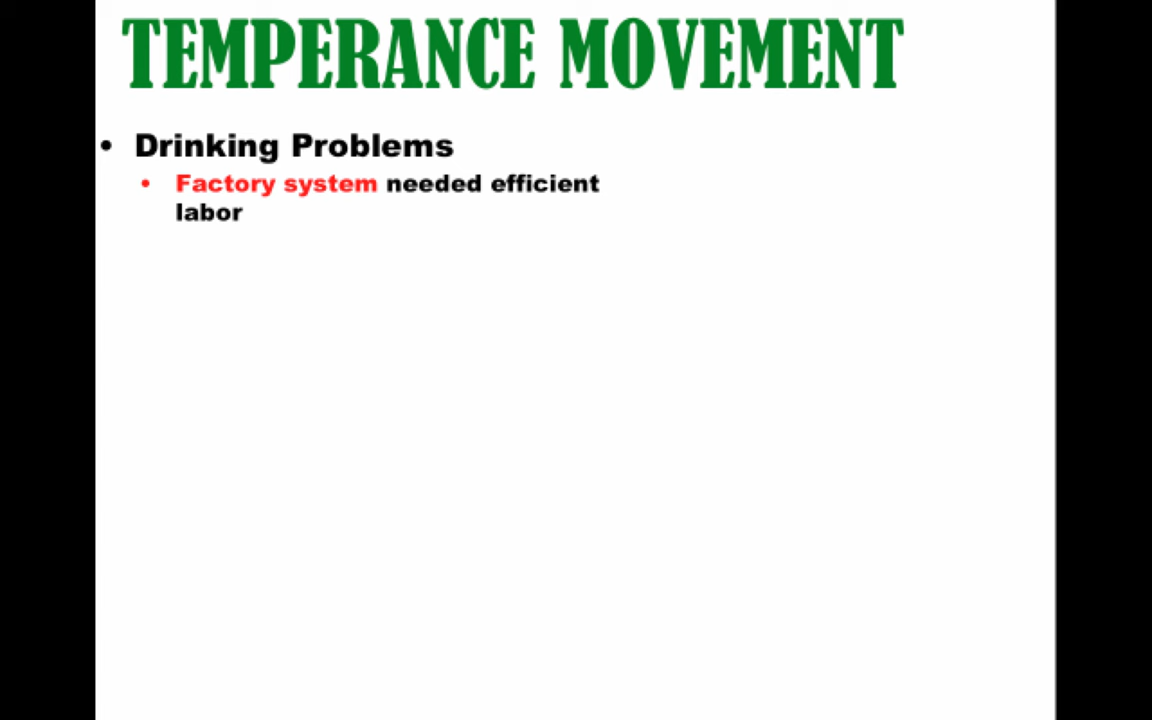 TEMPERANCE MOVEMENT
• Drinking Problems
• Factory system needed efficient
labor